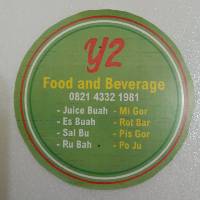 Y2
Food and Beverage
0821 4332 1981
- Juice Buah - Mi Gor
- Es Buah - Rot Bar
- Sal Bu - Pis Gor
- Ru Bah - Po Ju